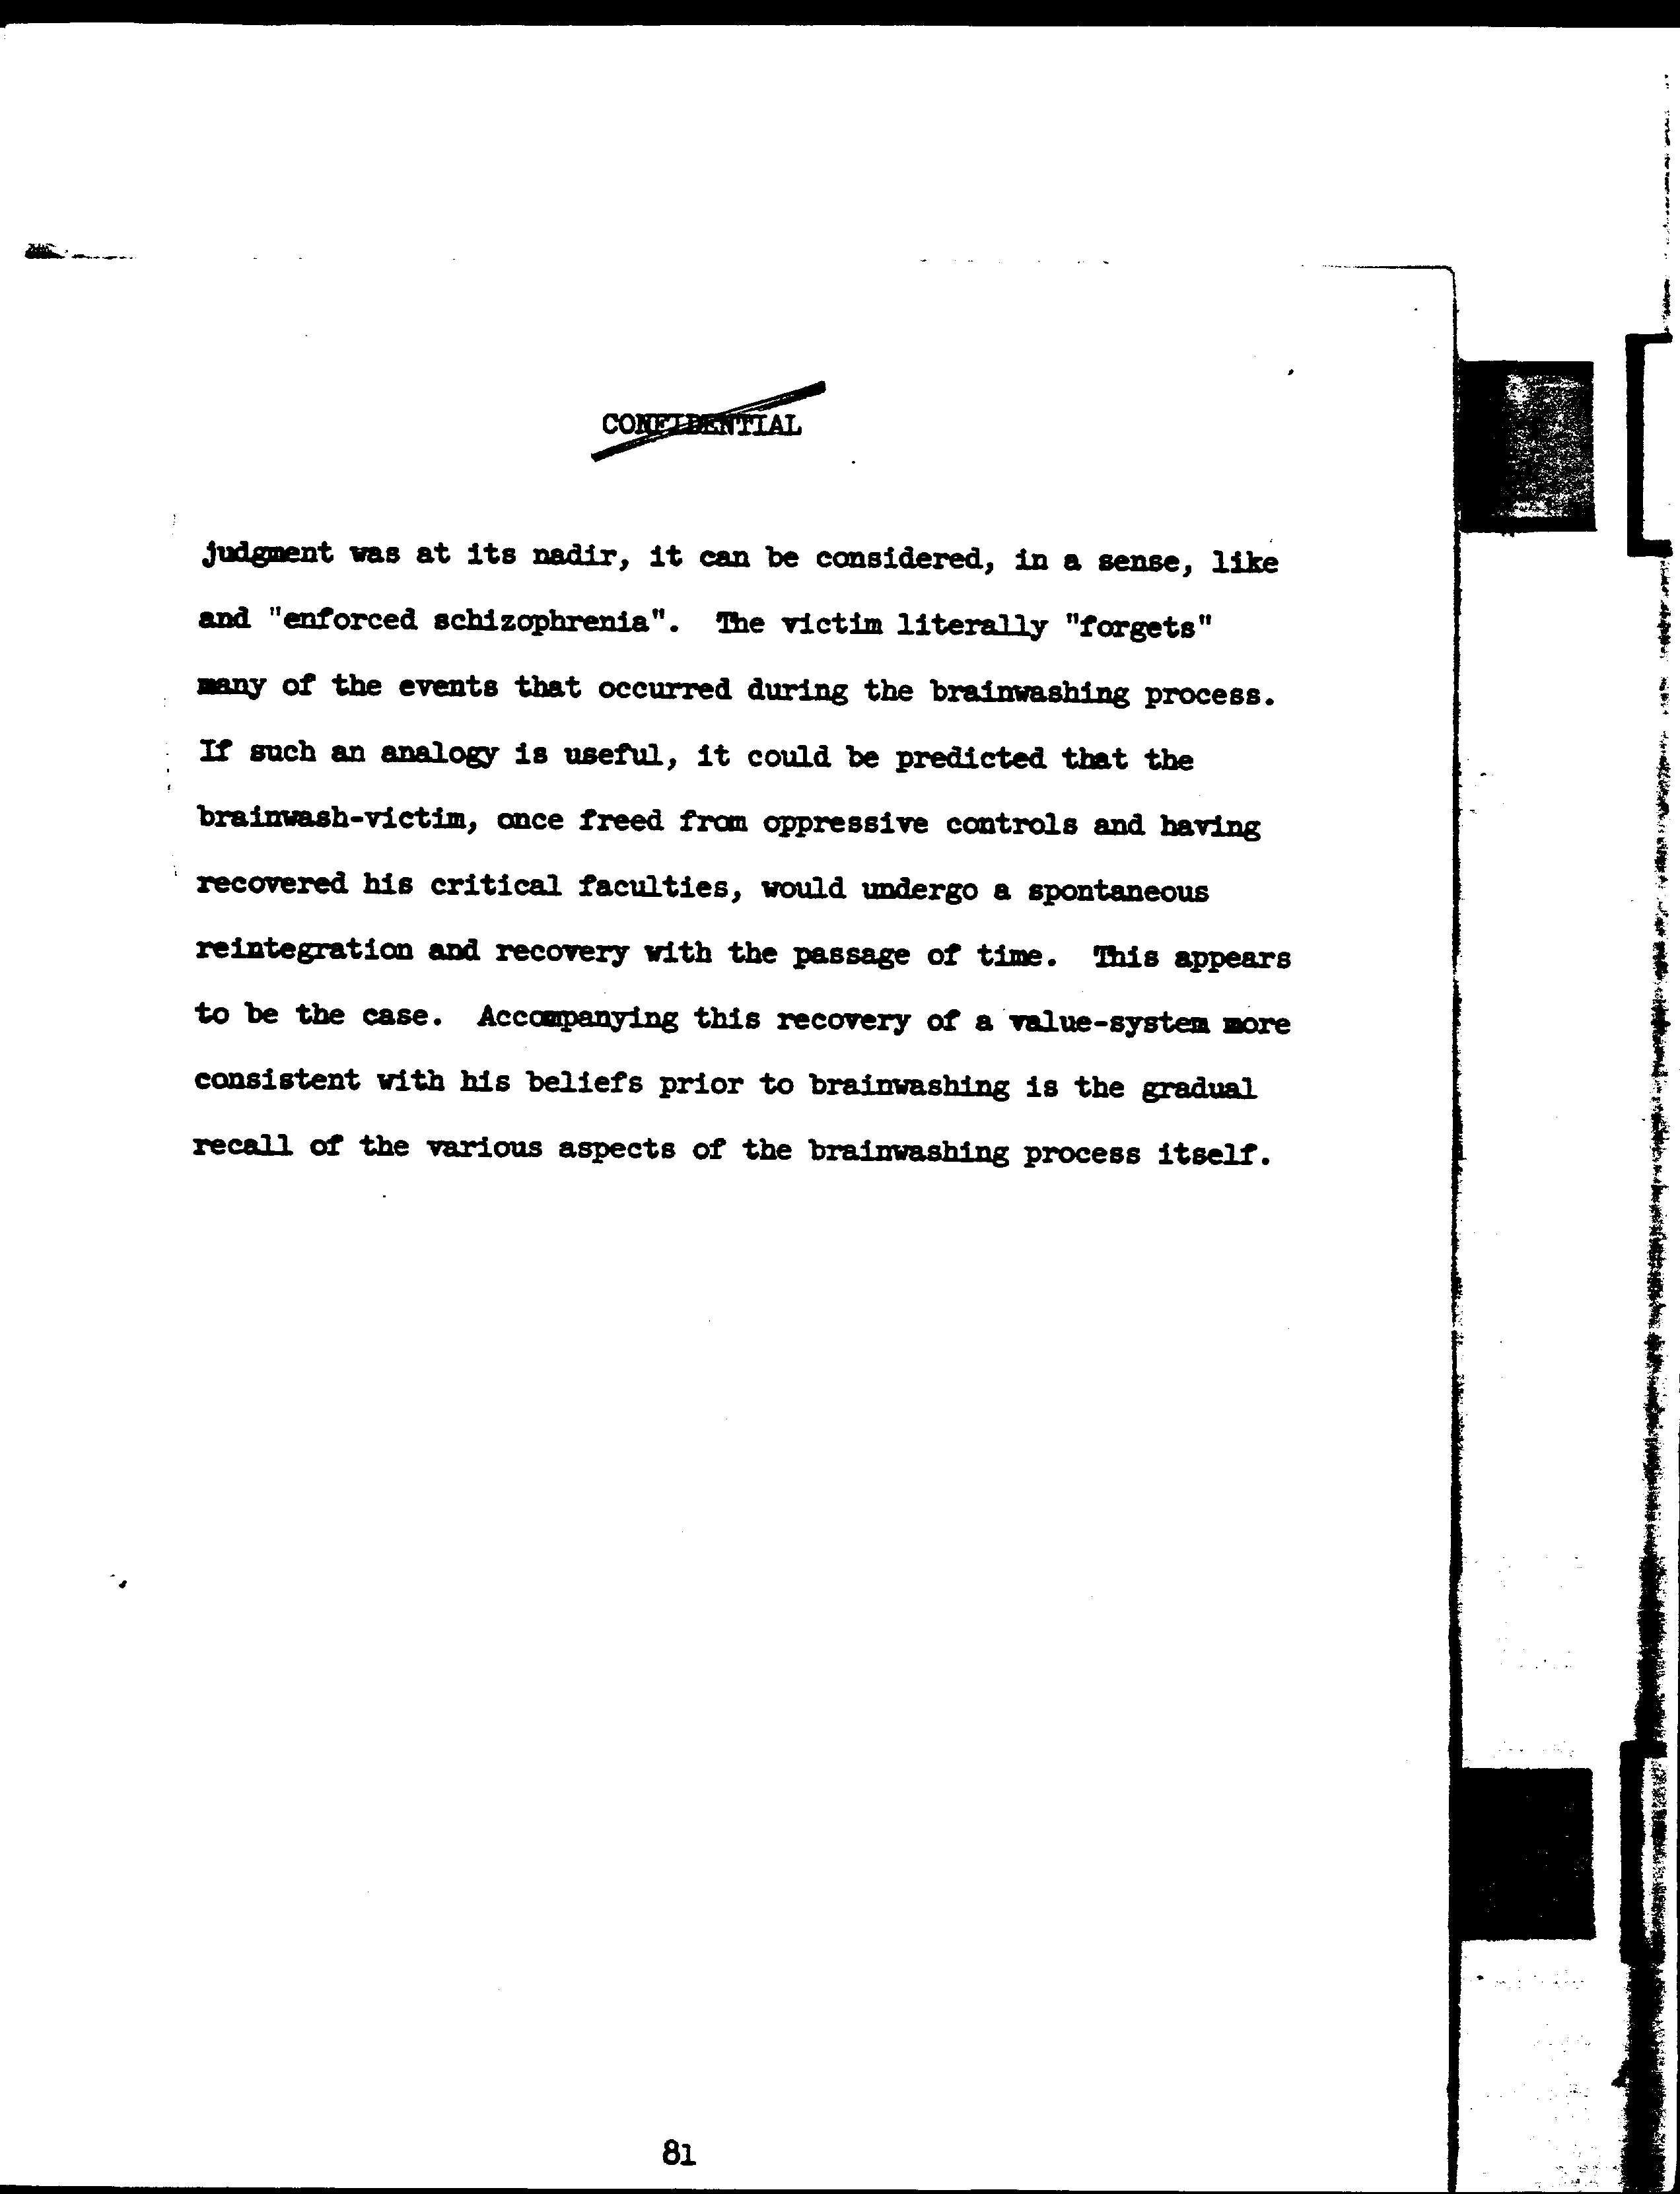 CONFIDENTIAL
judgment was at its nadir, it can be considered, in a sense, like
and "enforced schizophrenia". The victim literally "forgets"
many of the events that occurred during the brainwashing process.
If such an analogy is useful, it could be predicted that the
brainwash-victim, once freed from oppressive controls and having
recovered his critical faculties, would undergo a spontaneous
reintegration and recovery with the passage of time. This appears
to be the case. Accompanying this recovery of a value-system more
consistent with his beliefs prior to brainwashing is the gradual
recall of the various aspects of the brainwashing process itself.
81